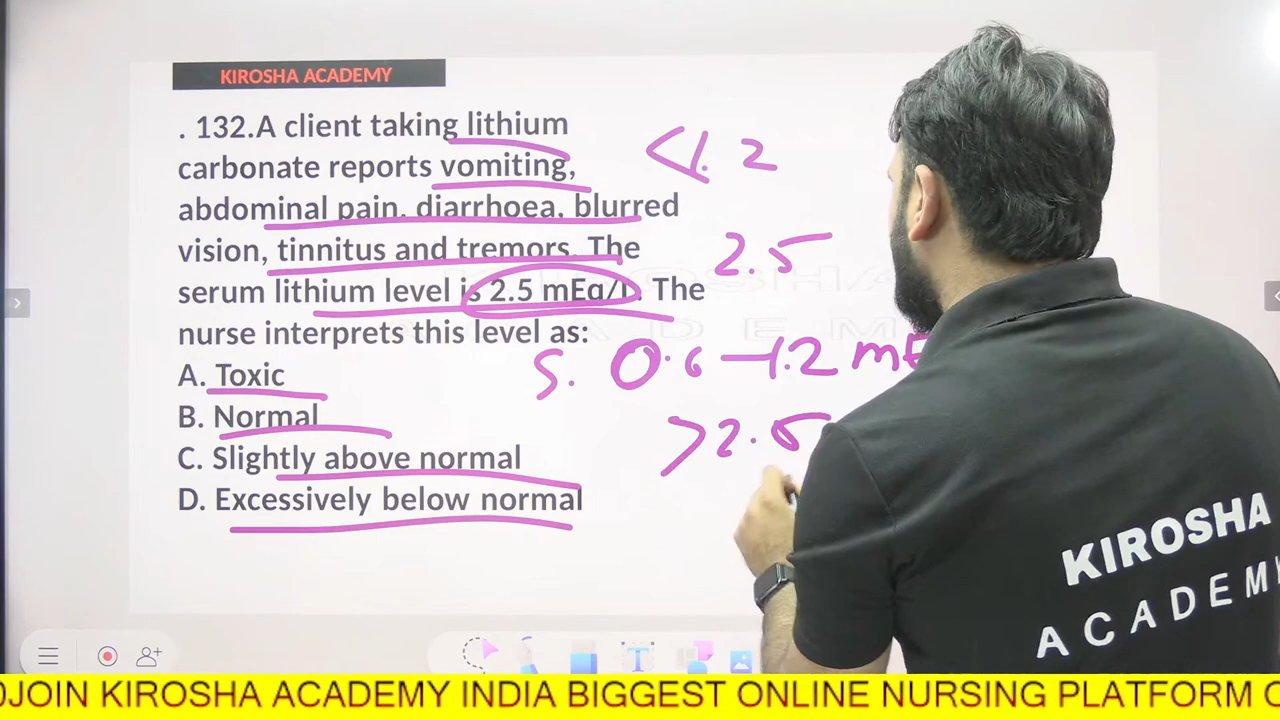 KIROSHA ACADEMY
. 132.A client taking lithium
carbonate reports vomiting,
abdominal pain, diarrhoea, blurred
vision, tinnitus and tremors. The
serum lithium level is 2.5 mEq/L. The
nurse interprets this level as:
A. Toxic
B. Normal
C. Slightly above normal
D. Excessively below normal
<1.2
2.5
S. 0.6-1.2 mE
>2.5
KIROSHA
ACADEMY
JOIN KIROSHA ACADEMY INDIA BIGGEST ONLINE NURSING PLATFORM